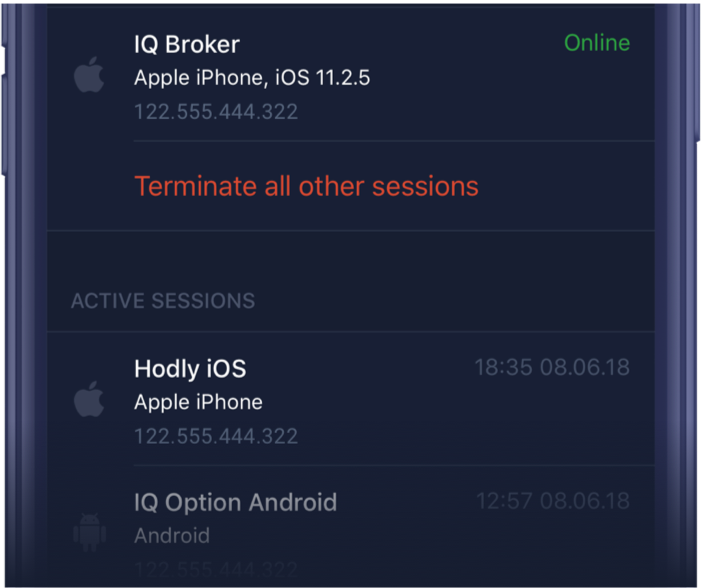 IQ Broker
Online
Apple iPhone, iOS 11.2.5
122.555.444.322
Terminate all other sessions
ACTIVE SESSIONS
Hodly iOS
18:35 08.06.18
Apple iPhone
122.555.444.322
IQ Option Android
12:57 08.06.18
Android
122.555.444.322